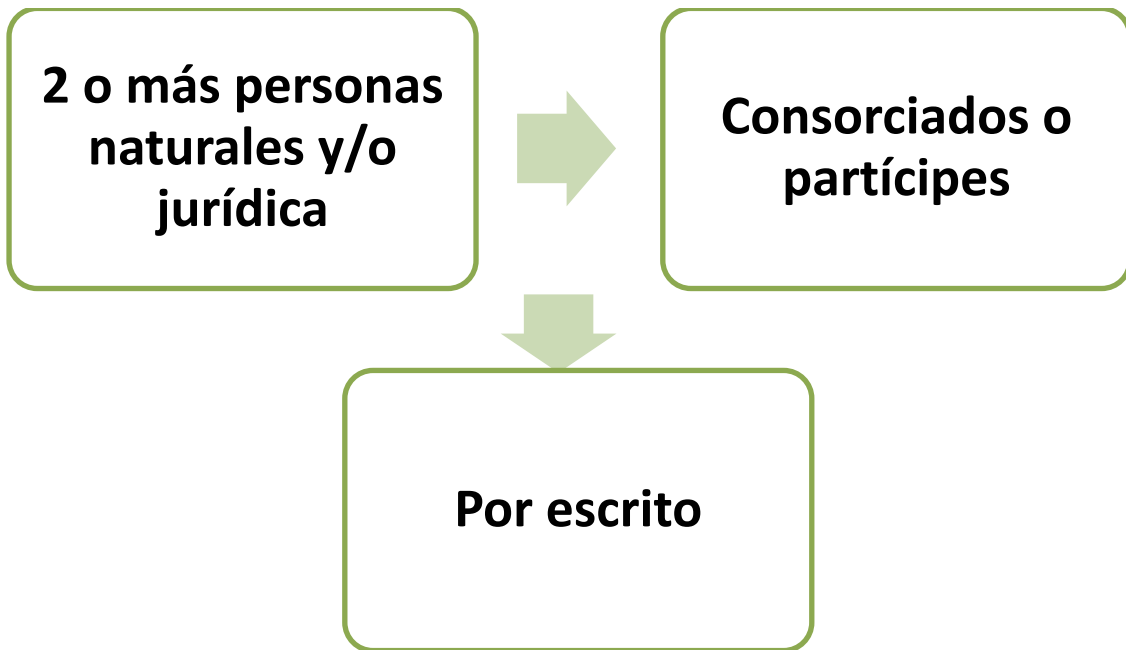 2 o más personas
naturales y/o
jurídica
Consorciados o
partícipes
Por escrito